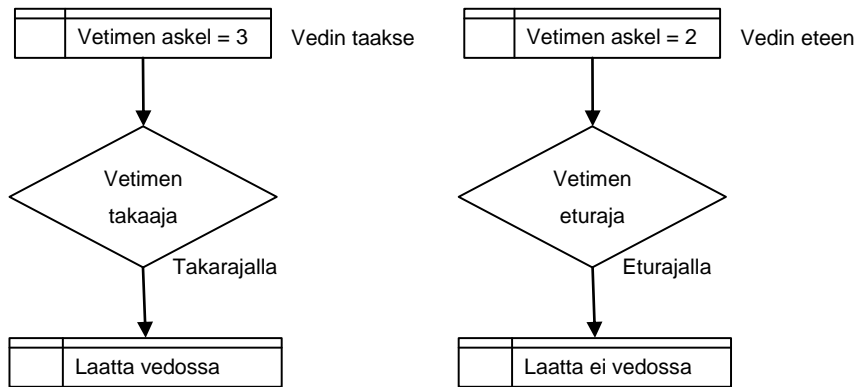 Vetimen askel = 3
Vedin taakse
Vetimen
takaaja
Takarajalla
Laatta vedossa
Vetimen askel = 2
Vedin eteen
Vetimen
eturaja
Eturajalla
Laatta ei vedossa